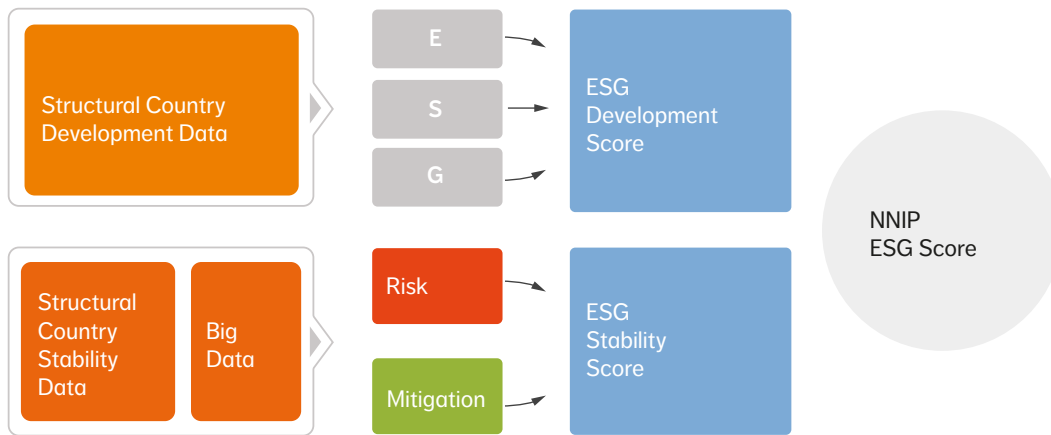 Structural Country
Development Data
E
S
G
ESG
Development
Score
NNIP
ESG Score
Structural
Country
Stability
Data
Big
Data
Risk
Mitigation
ESG
Stability
Score